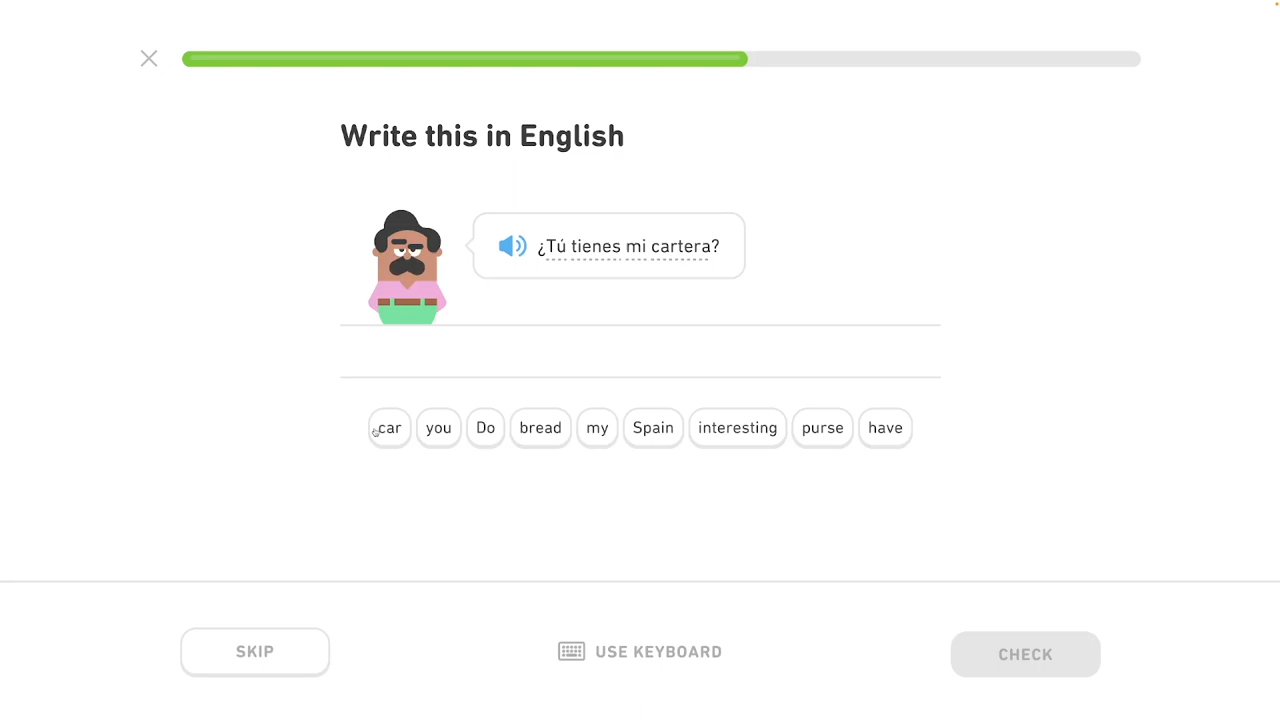 Write this in English
¿Tú tienes mi cartera?
car you Do bread my Spain interesting purse have
SKIP USE KEYBOARD CHECK